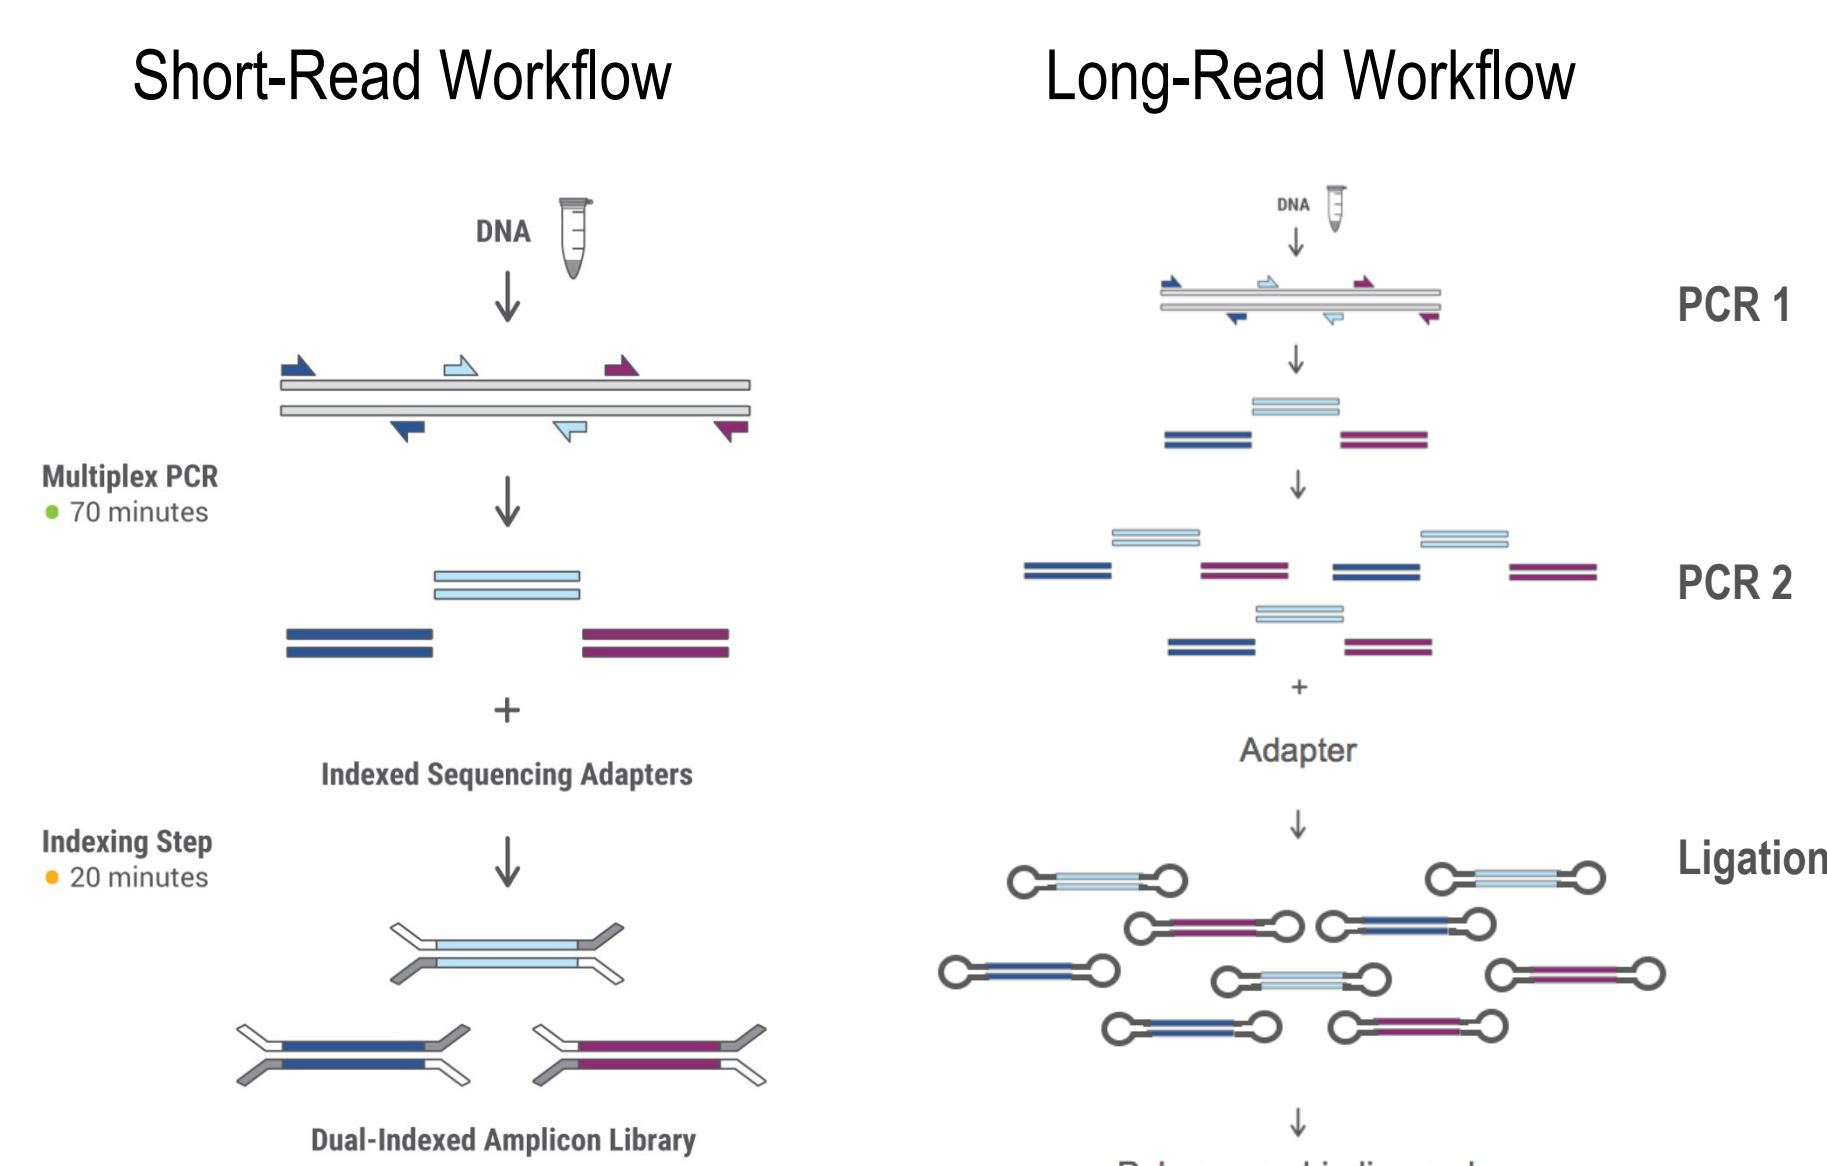 Short-Read Workflow
DNA
Multiplex PCR
70 minutes
+
Indexed Sequencing Adapters
Indexing Step
20 minutes
Dual-Indexed Amplicon Library
Long-Read Workflow
DNA
PCR 1
PCR 2
+
Adapter
Ligation